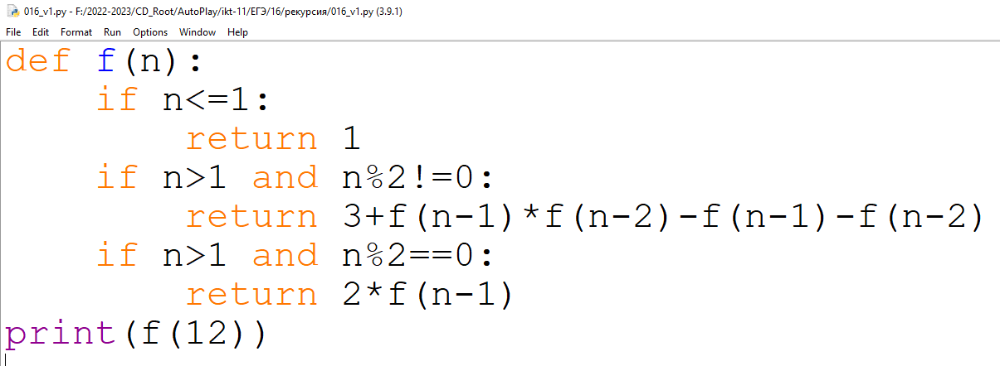 016_v1.py - F:/2022-2023/CD_Root/AutoPlay/ikt-11/ЕГЭ/16/рекурсия/016_v1.py (3.9.1)
File Edit Format Run Options Window Help
def f(n):
    if n<=1:
        return 1
    if n>1 and n%2!=0:
        return 3+f(n-1)*f(n-2)-f(n-1)-f(n-2)
    if n>1 and n%2==0:
        return 2*f(n-1)
print(f(12))